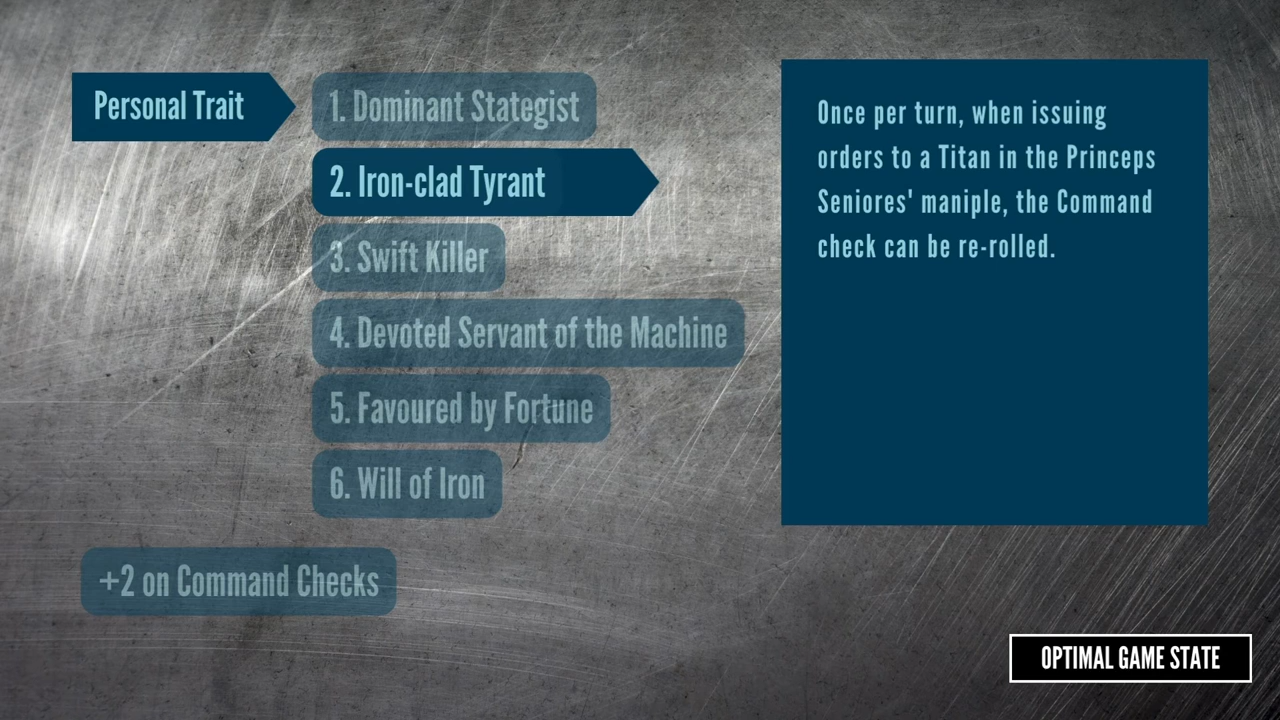 Personal Trait
1. Dominant Stategist
2. Iron-clad Tyrant
3. Swift Killer
4. Devoted Servant of the Machine
5. Favoured by Fortune
6. Will of Iron
+2 on Command Checks
Once per turn, when issuing
orders to a Titan in the Princeps
Seniores' maniple, the Command
check can be re-rolled.
OPTIMAL GAME STATE